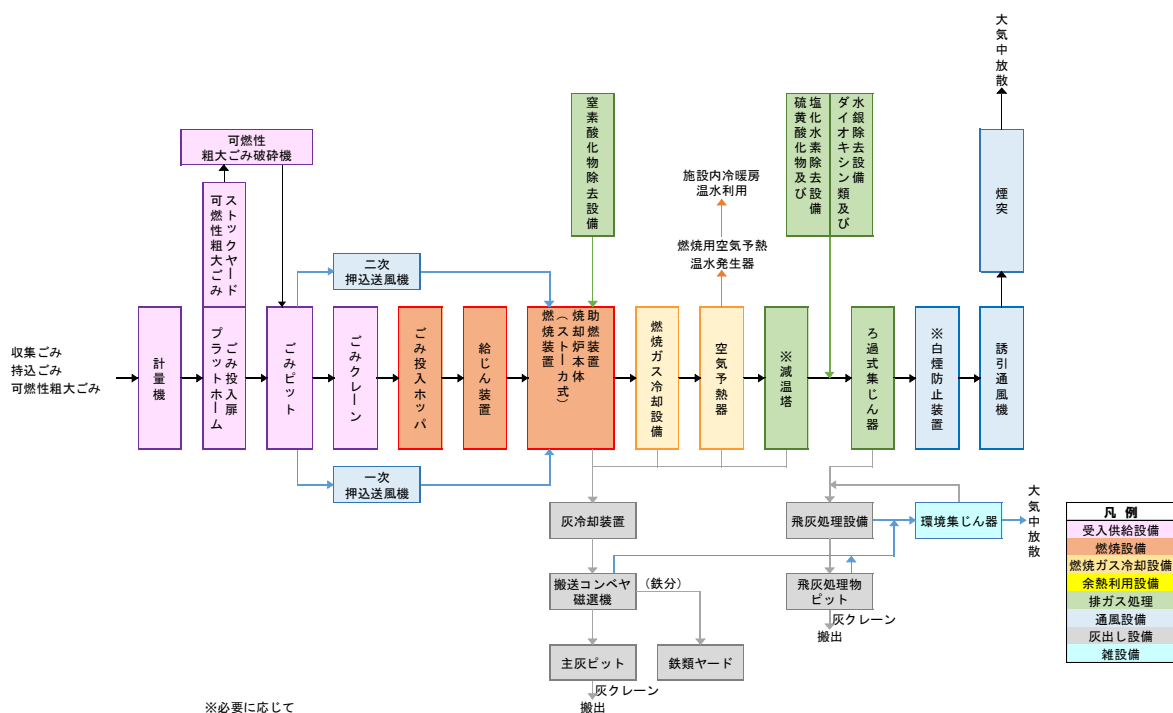 大気中放散
可燃性
粗大ごみ破砕機
窒素酸化物除去設備
硫黄酸化物及び
塩化水素除去設備
ダイオキシン類及び
水銀除去設備
煙突
ストックヤード
可燃性粗大ごみ
施設内冷暖房
温水利用
燃焼用空気予熱
温水発生器
二次
押込送風機
収集ごみ
持込ごみ
可燃性粗大ごみ
計量機
ごみ投入扉
プラットホーム
ごみピット
ごみクレーン
ごみ投入ホッパ
給じん装置
助燃装置
焼却炉本体
(ストーカ式)
燃焼装置
燃焼ガス冷却設備
空気予熱器
※減温塔
ろ過式集じん器
※白煙防止装置
誘引通風機
一次
押込送風機
灰冷却装置
飛灰処理設備
環境集じん器
大気中放散
搬送コンベヤ
磁選機
(鉄分)
飛灰処理物
ピット
灰クレーン
搬出
主灰ピット
鉄類ヤード
灰クレーン
搬出
※必要に応じて
凡 例
受入供給設備
燃焼設備
燃焼ガス冷却設備
余熱利用設備
排ガス処理
通風設備
灰出し設備
雑設備